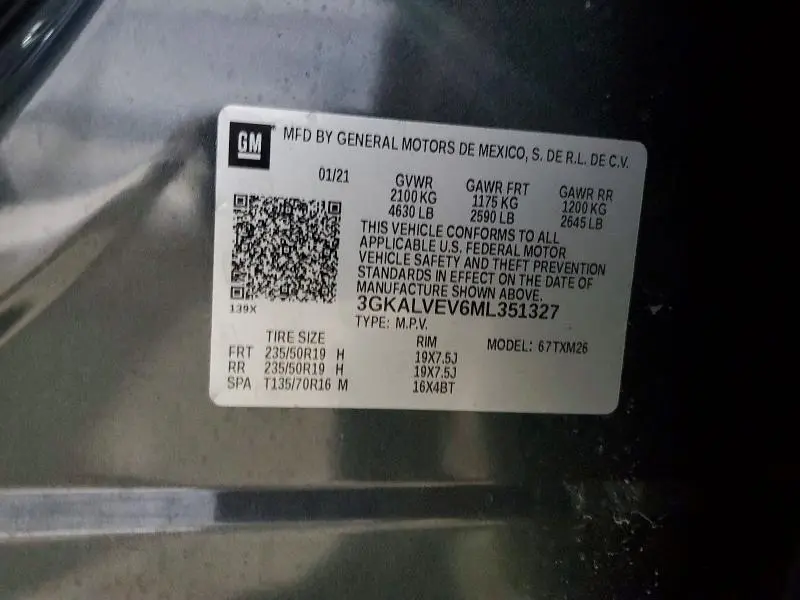 GM
MFD BY GENERAL MOTORS DE MEXICO, S. DE R.L. DE C.V.
01/21
GVWR GAWR FRT GAWR RR
2100 KG 1175 KG 1200 KG
4630 LB 2590 LB 2645 LB
THIS VEHICLE CONFORMS TO ALL
APPLICABLE U.S. FEDERAL MOTOR
VEHICLE SAFETY AND THEFT PREVENTION
STANDARDS IN EFFECT ON THE DATE OF
MANUFACTURE SHOWN ABOVE.
139X
3GKALVEV6ML351327
TYPE: M.P.V.
MODEL: 67TXM26
TIRE SIZE RIM
FRT 235/50R19 H 19X7.5J
RR 235/50R19 H 19X7.5J
SPA T135/70R16 M 16X4BT